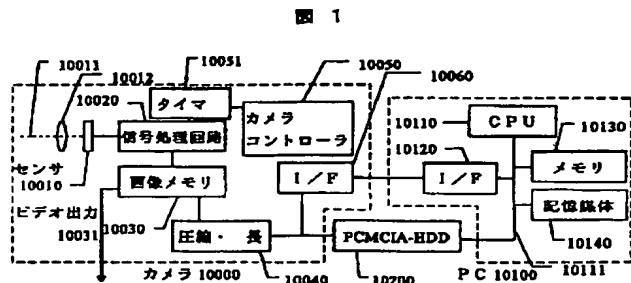 図 1
10011
10012
10020
10051
10050
10060
タイマ
カメラ
コントローラ
信号処理回路
センサ
10010
画像メモリ
ビデオ出力
10031
10030
圧縮・ 長
カメラ 10000
10040
I/F
PCMCIA-HDD
10200
10110
CPU
10120
I/F
10130
メモリ
記憶媒体
10140
PC 10100
10111